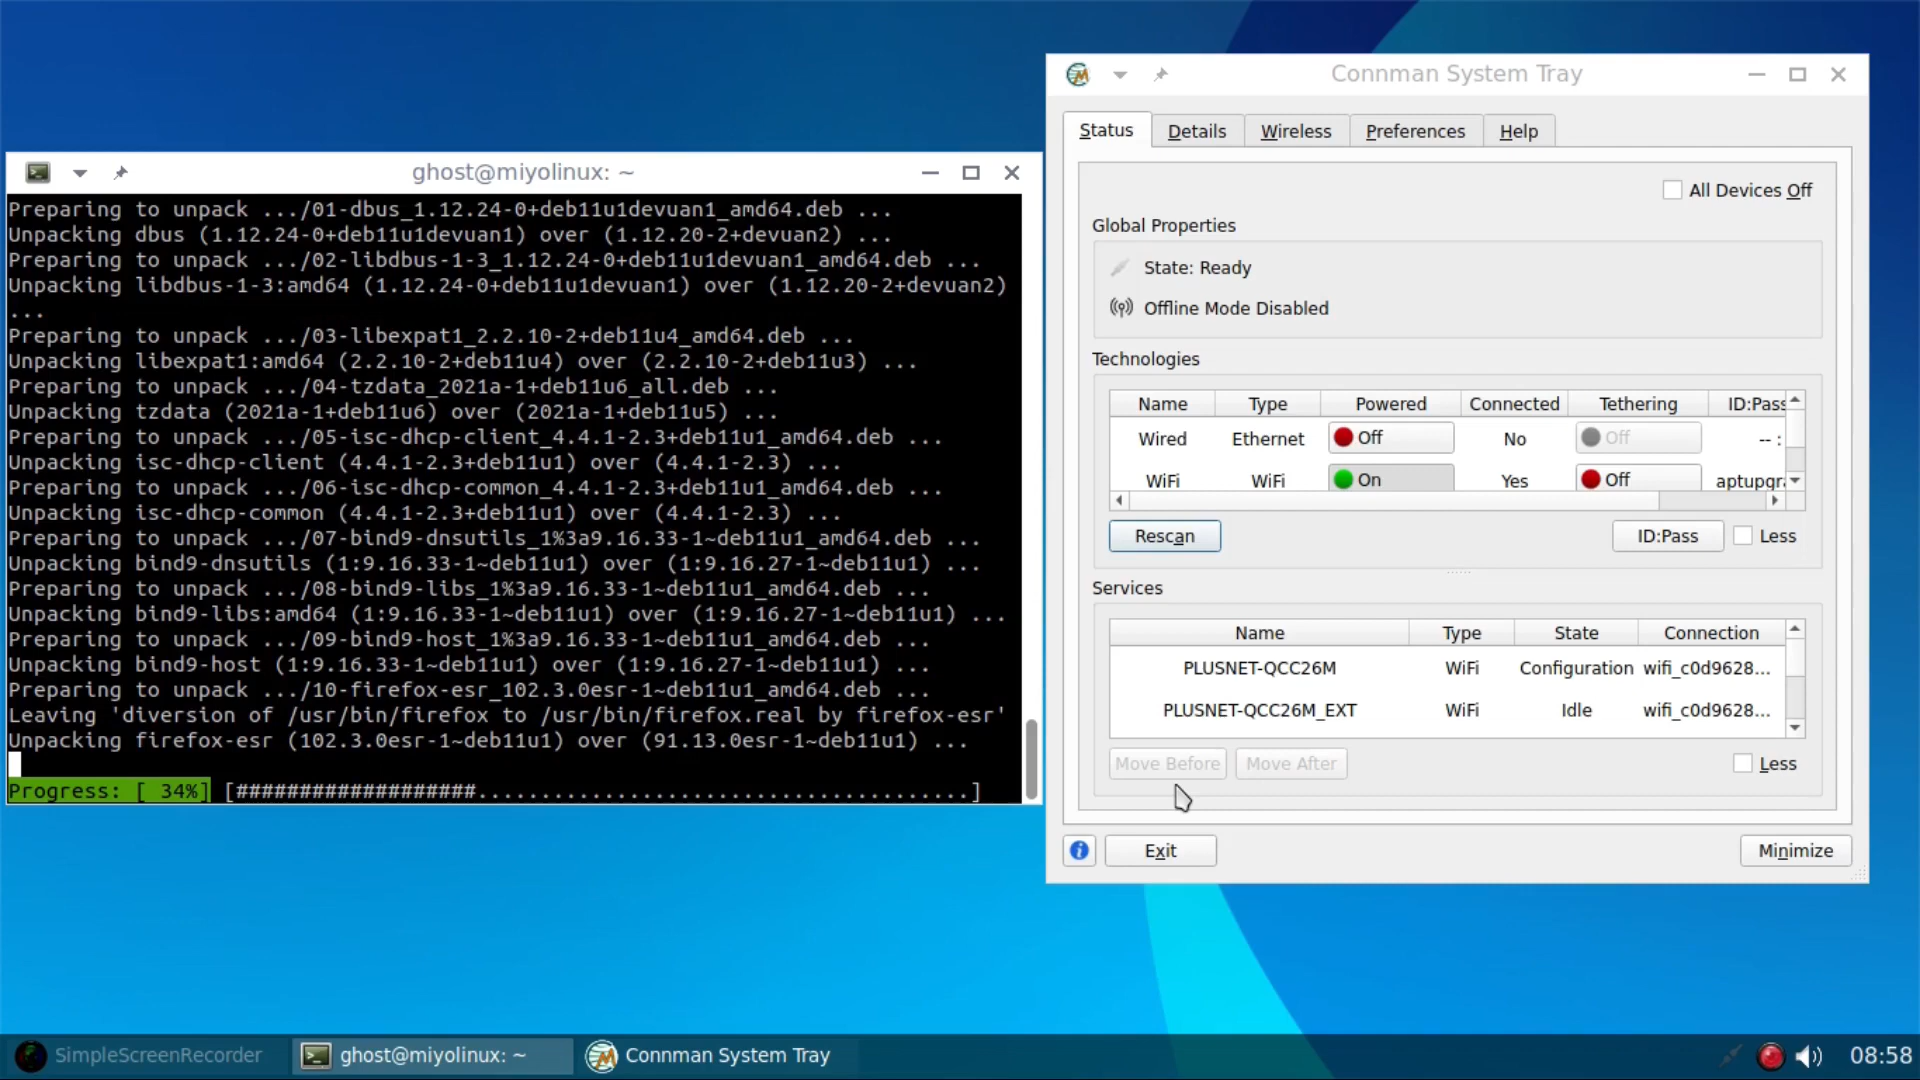 ghost@miyolinux: ~
Preparing to unpack .../01-dbus_1.12.24-0+deb11u1devuan1_amd64.deb ...
Unpacking dbus (1.12.24-0+deb11u1devuan1) over (1.12.20-2+devuan2) ...
Preparing to unpack .../02-libdbus-1-3_1.12.24-0+deb11u1devuan1_amd64.deb ...
Unpacking libdbus-1-3:amd64 (1.12.24-0+deb11u1devuan1) over (1.12.20-2+devuan2)
...
Preparing to unpack .../03-libexpat1_2.2.10-2+deb11u4_amd64.deb ...
Unpacking libexpat1:amd64 (2.2.10-2+deb11u4) over (2.2.10-2+deb11u3) ...
Preparing to unpack .../04-tzdata_2021a-1+deb11u6_all.deb ...
Unpacking tzdata (2021a-1+deb11u6) over (2021a-1+deb11u5) ...
Preparing to unpack .../05-isc-dhcp-client_4.4.1-2.3+deb11u1_amd64.deb ...
Unpacking isc-dhcp-client (4.4.1-2.3+deb11u1) over (4.4.1-2.3) ...
Preparing to unpack .../06-isc-dhcp-common_4.4.1-2.3+deb11u1_amd64.deb ...
Unpacking isc-dhcp-common (4.4.1-2.3+deb11u1) over (4.4.1-2.3) ...
Preparing to unpack .../07-bind9-dnsutils_1%3a9.16.33-1~deb11u1_amd64.deb ...
Unpacking bind9-dnsutils (1:9.16.33-1~deb11u1) over (1:9.16.27-1~deb11u1) ...
Preparing to unpack .../08-bind9-libs_1%3a9.16.33-1~deb11u1_amd64.deb ...
Unpacking bind9-libs:amd64 (1:9.16.33-1~deb11u1) over (1:9.16.27-1~deb11u1) ...
Preparing to unpack .../09-bind9-host_1%3a9.16.33-1~deb11u1_amd64.deb ...
Unpacking bind9-host (1:9.16.33-1~deb11u1) over (1:9.16.27-1~deb11u1) ...
Preparing to unpack .../10-firefox-esr_102.3.0esr-1~deb11u1_amd64.deb ...
Leaving 'diversion of /usr/bin/firefox to /usr/bin/firefox.real by firefox-esr'
Unpacking firefox-esr (102.3.0esr-1~deb11u1) over (91.13.0esr-1~deb11u1) ...
Progress: [ 34%] [###################.......................................]
Connman System Tray
Status Details Wireless Preferences Help
All Devices Off
Global Properties
State: Ready
Offline Mode Disabled
Technologies
Name Type Powered Connected Tethering ID:Pass
Wired Ethernet Off No Off -- :
WiFi WiFi On Yes Off aptupgra
Rescan ID:Pass Less
Services
Name Type State Connection
PLUSNET-QCC26M WiFi Configuration wifi_c0d9628...
PLUSNET-QCC26M_EXT WiFi Idle wifi_c0d9628...
Move Before Move After Less
Exit Minimize
SimpleScreenRecorder ghost@miyolinux: ~ Connman System Tray 08:58